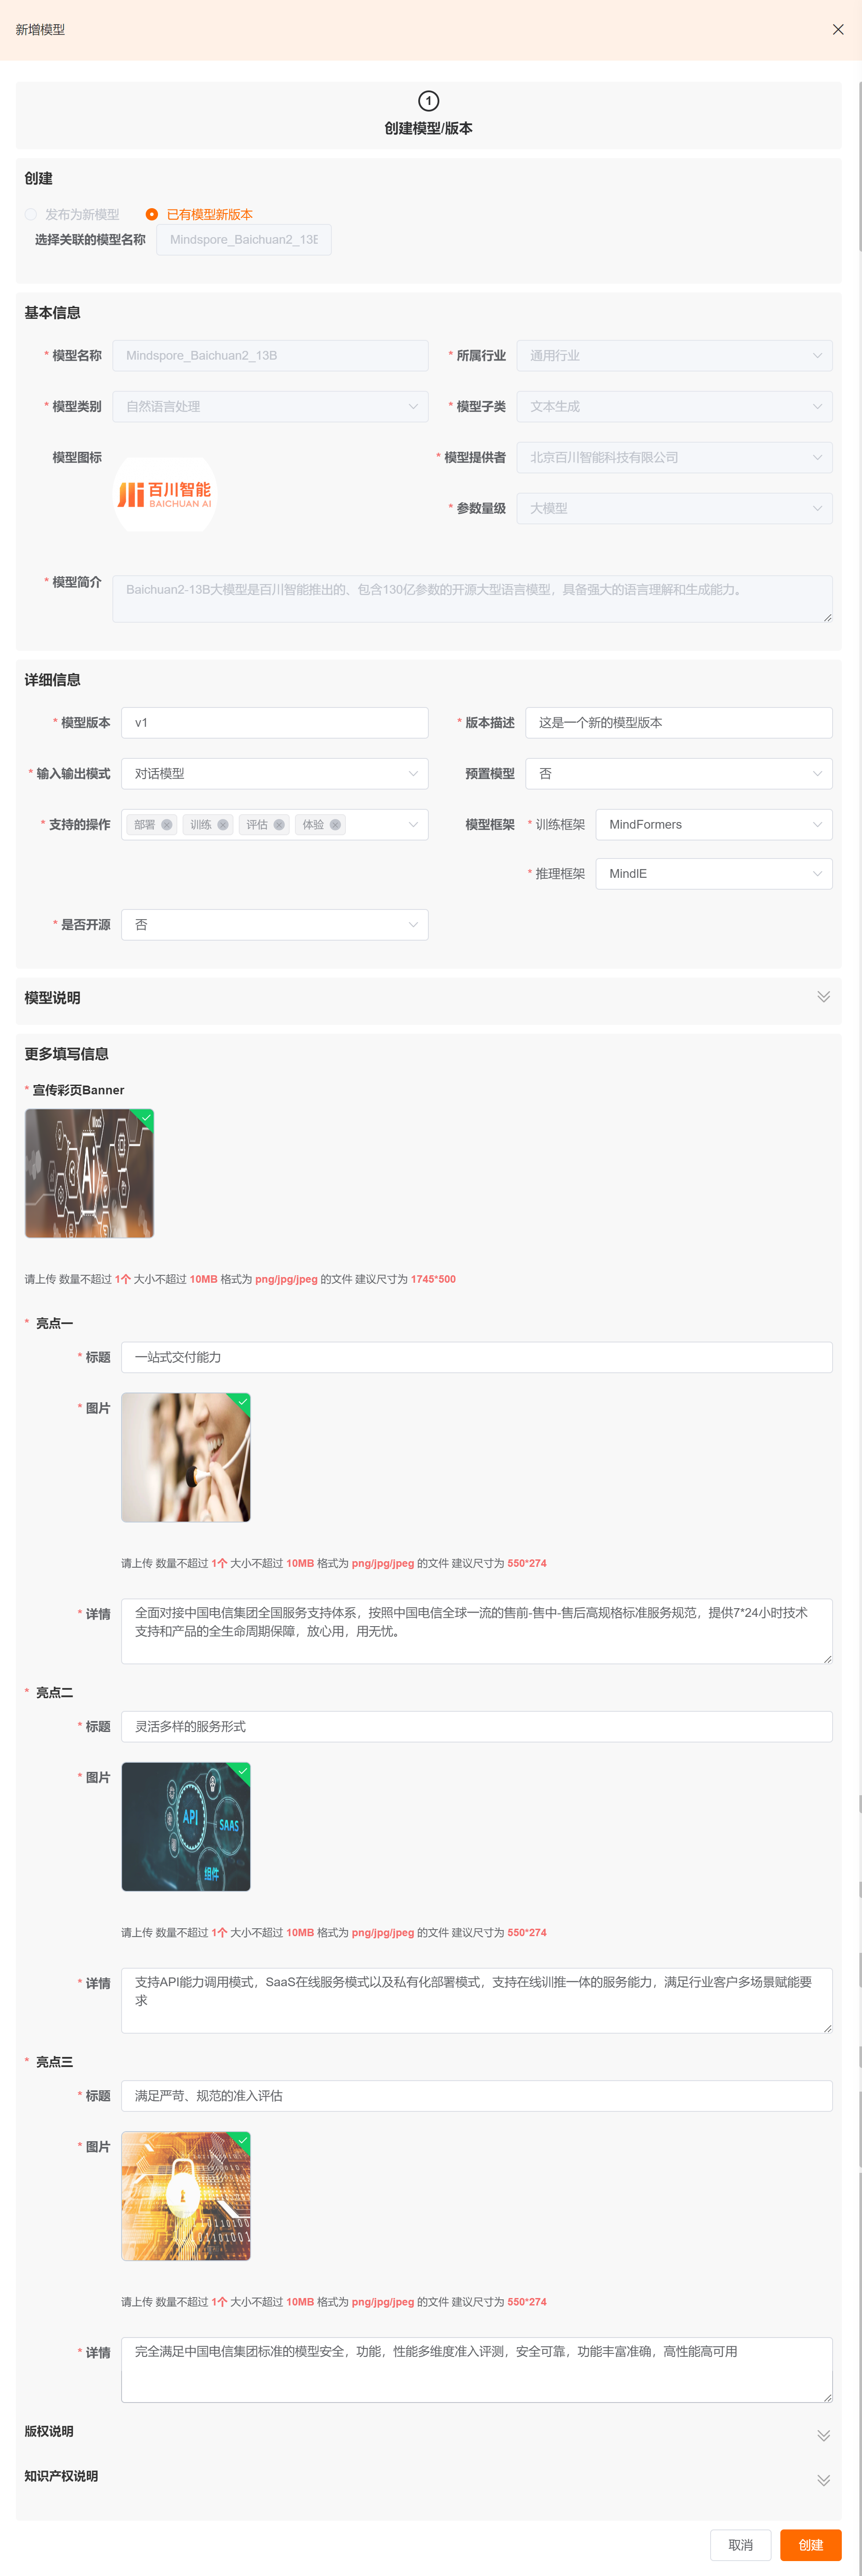 新增模型
1
创建模型/版本
创建
发布为新模型 已有模型新版本
选择关联的模型名称 Mindspore_Baichuan2_13B
基本信息
* 模型名称 Mindspore_Baichuan2_13B * 所属行业 通用行业
* 模型类别 自然语言处理 * 模型子类 文本生成
模型图标 * 模型提供者 北京百川智能科技有限公司
百川智能
BAICHUAN AI
* 参数量级 大模型
* 模型简介 Baichuan2-13B大模型是百川智能推出的、包含130亿参数的开源大型语言模型，具备强大的语言理解和生成能力。
详细信息
* 模型版本 v1 * 版本描述 这是一个新的模型版本
* 输入输出模式 对话模型 预置模型 否
* 支持的操作 部署 训练 评估 体验 模型框架 * 训练框架 MindFormers
* 推理框架 MindIE
* 是否开源 否
模型说明
更多填写信息
* 宣传彩页Banner
MaaS
Ai
请上传 数量不超过 1个 大小不超过 10MB 格式为 png/jpg/jpeg 的文件 建议尺寸为 1745*500
* 亮点一
* 标题 一站式交付能力
* 图片
请上传 数量不超过 1个 大小不超过 10MB 格式为 png/jpg/jpeg 的文件 建议尺寸为 550*274
* 详情 全面对接中国电信集团全国服务支持体系，按照中国电信全球一流的售前-售中-售后高规格标准服务规范，提供7*24小时技术
支持和产品的全生命周期保障，放心用，用无忧。
* 亮点二
* 标题 灵活多样的服务形式
* 图片
API
SAAS
组件
请上传 数量不超过 1个 大小不超过 10MB 格式为 png/jpg/jpeg 的文件 建议尺寸为 550*274
* 详情 支持API能力调用模式，SaaS在线服务模式以及私有化部署模式，支持在线训推一体的服务能力，满足行业客户多场景赋能要
求
* 亮点三
* 标题 满足严苛、规范的准入评估
* 图片
请上传 数量不超过 1个 大小不超过 10MB 格式为 png/jpg/jpeg 的文件 建议尺寸为 550*274
* 详情 完全满足中国电信集团标准的模型安全，功能，性能多维度准入评测，安全可靠，功能丰富准确，高性能高可用
版权说明
知识产权说明
取消 创建